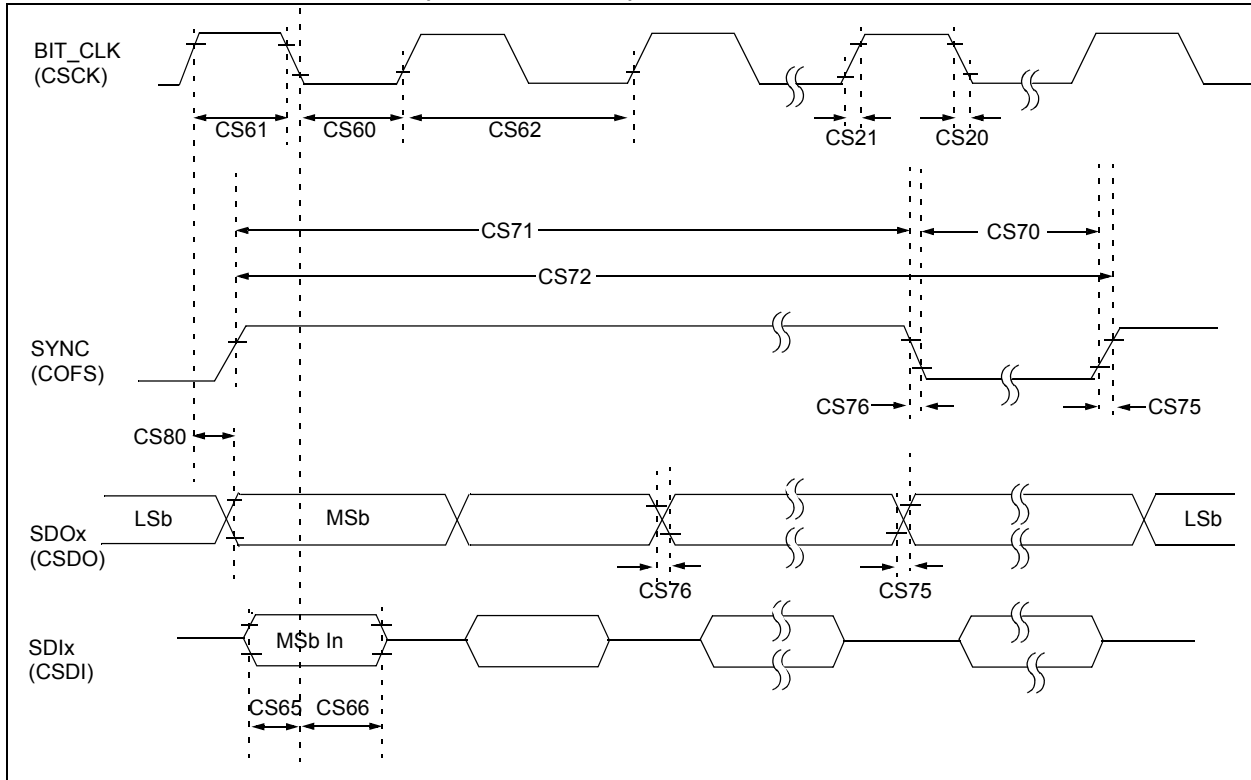 BIT_CLK
(CSCK)
CS61
CS60
CS62
CS21
CS20
CS71
CS70
CS72
SYNC
(COFS)
CS76
CS75
CS80
LSb
MSb
LSb
SDOx
(CSDO)
CS76
CS75
MSb In
SDIx
(CSDI)
CS65
CS66